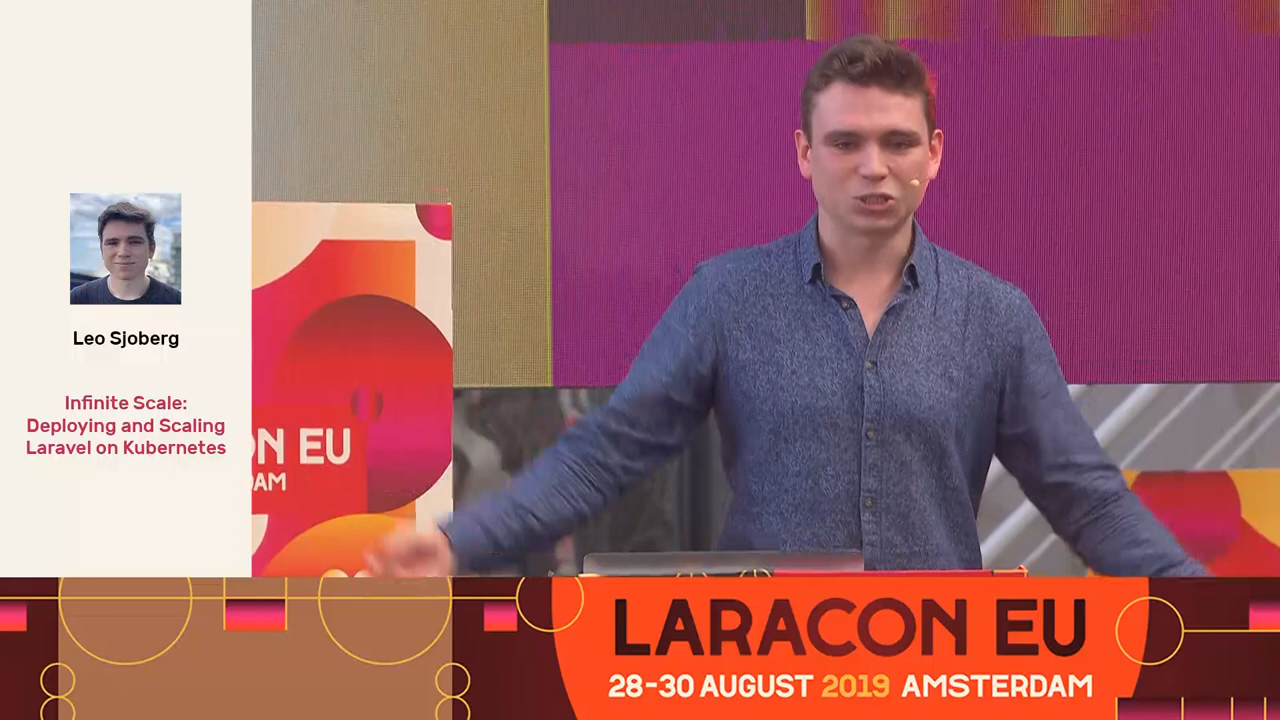 Leo Sjoberg
Infinite Scale:
Deploying and Scaling
Laravel on Kubernetes
ON EU
DAM
LARACON EU
28-30 AUGUST 2019 AMSTERDAM